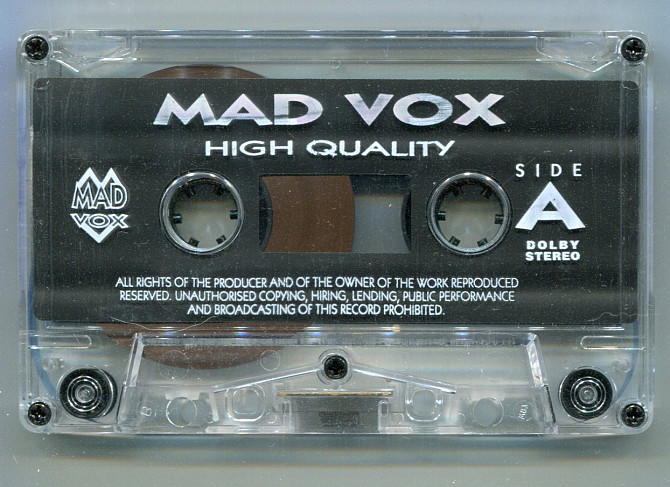 MAD VOX
HIGH QUALITY
SIDE
A
MAD
VOX
DOLBY
STEREO
ALL RIGHTS OF THE PRODUCER AND OF THE OWNER OF THE WORK REPRODUCED
RESERVED. UNAUTHORISED COPYING, HIRING, LENDING, PUBLIC PERFORMANCE
AND BROADCASTING OF THIS RECORD PROHIBITED.